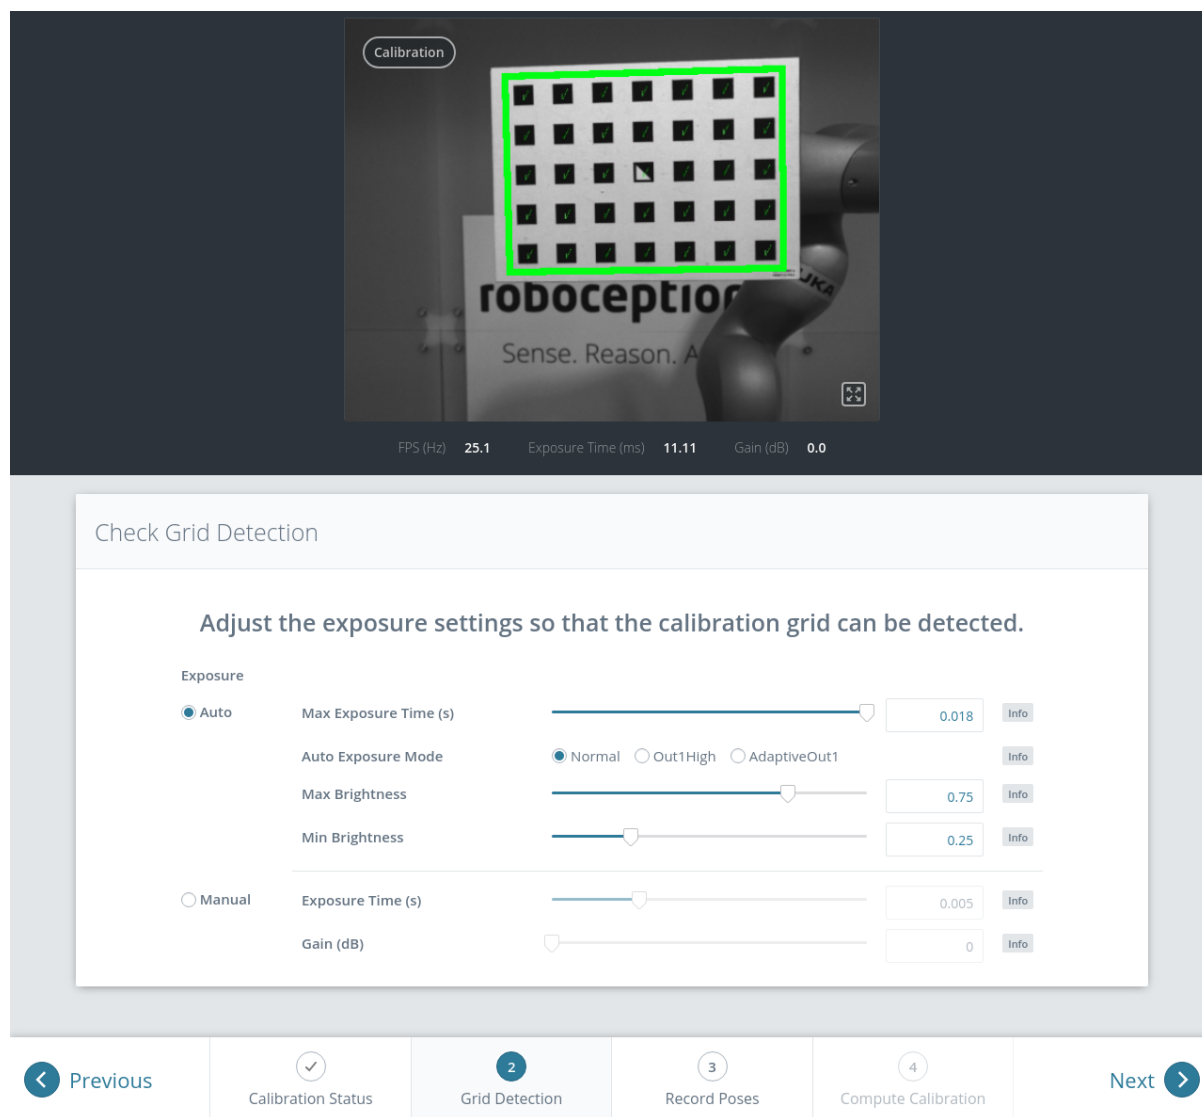 Calibration
roboception
Sense. Reason. A
KUKA
FPS (Hz) 25.1 Exposure Time (ms) 11.11 Gain (dB) 0.0
Check Grid Detection
Adjust the exposure settings so that the calibration grid can be detected.
Exposure
Auto Max Exposure Time (s) 0.018 Info
Auto Exposure Mode Normal Out1High AdaptiveOut1 Info
Max Brightness 0.75 Info
Min Brightness 0.25 Info
Manual Exposure Time (s) 0.005 Info
Gain (dB) 0 Info
Previous
2 3 4
Calibration Status Grid Detection Record Poses Compute Calibration
Next